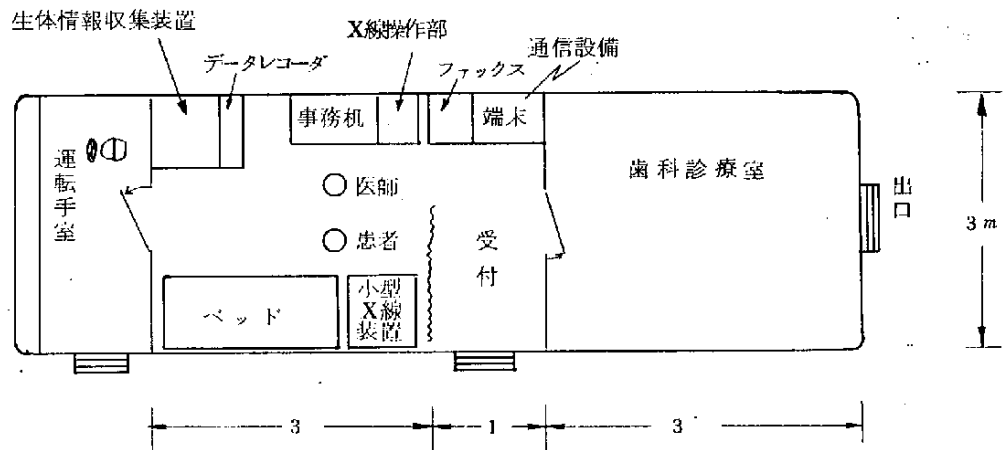 生体情報収集装置
データレコーダ
X線操作部
ファックス
通信設備
事務机
端末
運転手室
医師
患者
受付
歯科診療室
出口
3m
ベッド
小型
X線
装置
3
1
3